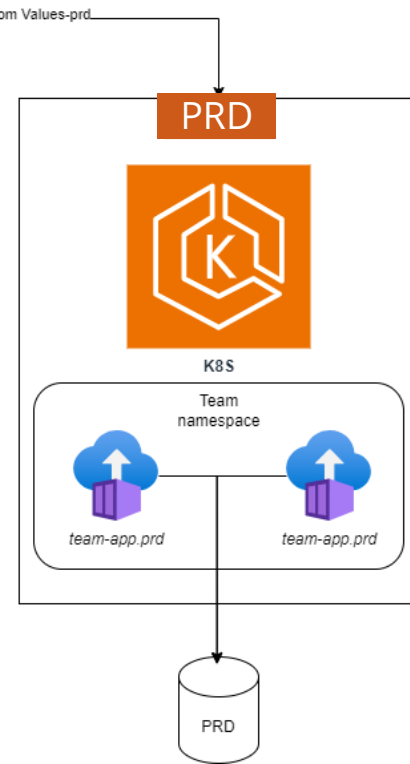 om Values-prd
PRD
K
K8S
Team
namespace
team-app.prd
team-app.prd
PRD